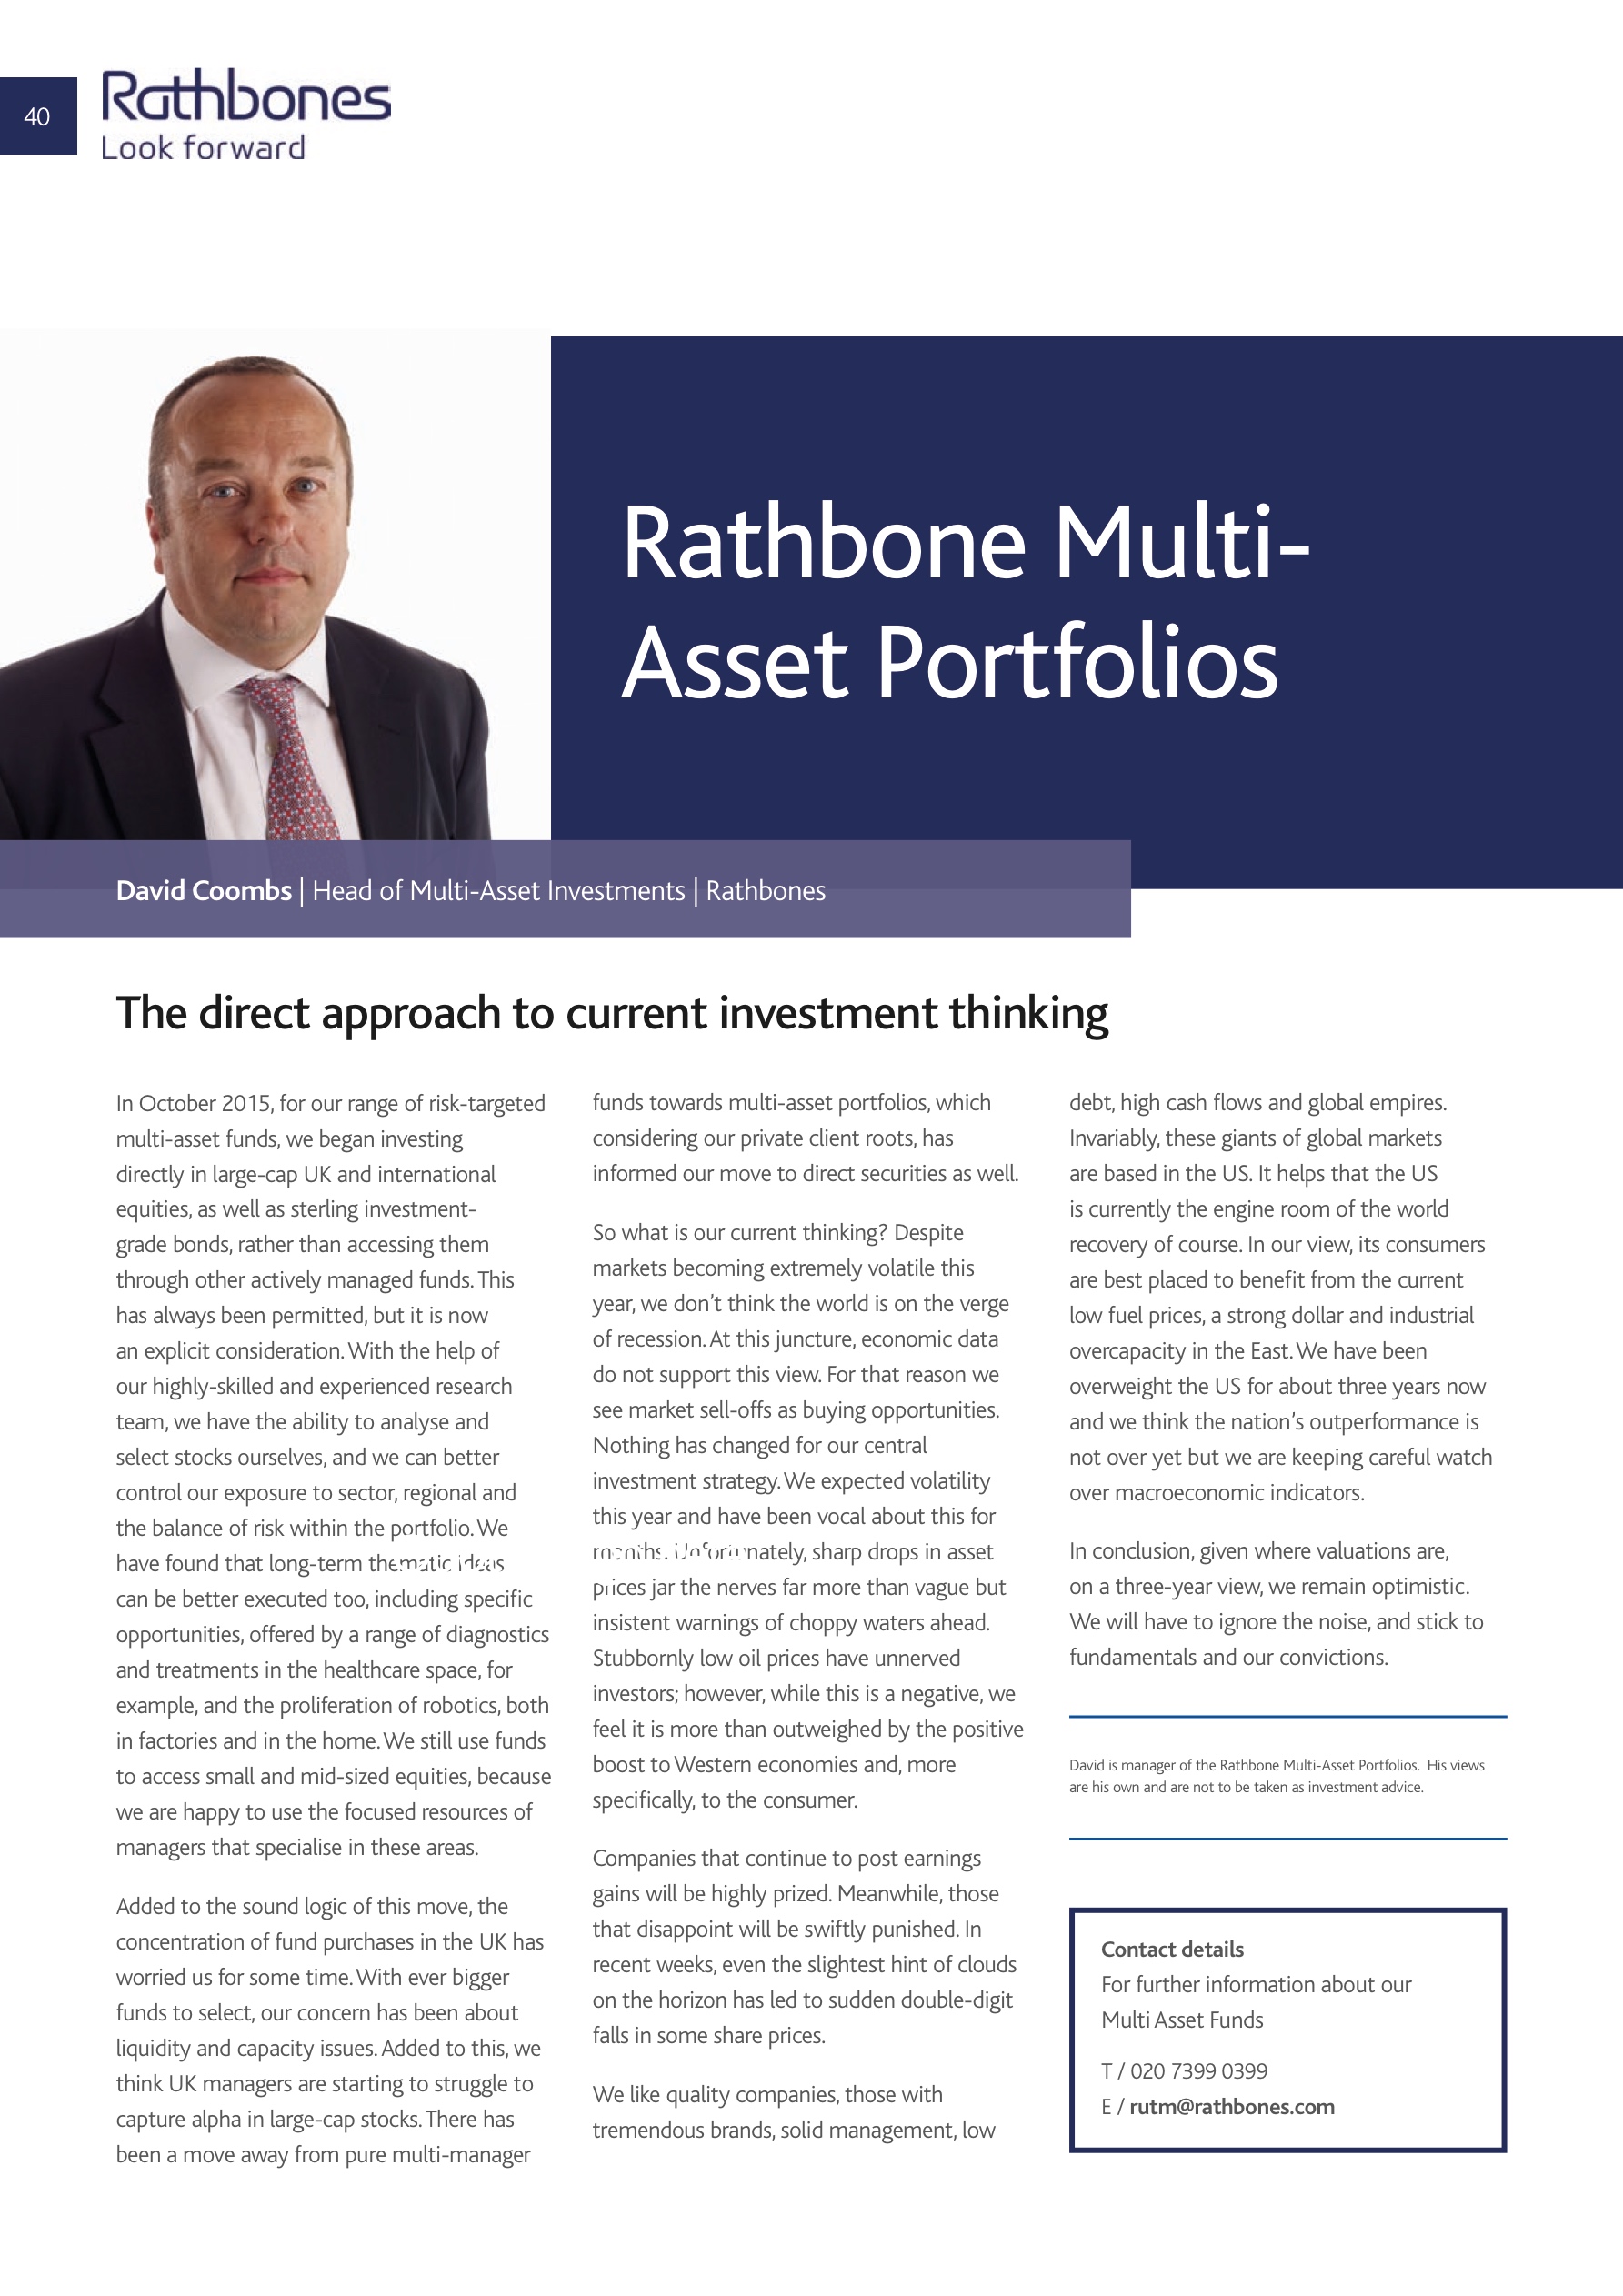 40
Rathbones
Look forward
Rathbone Multi-
Asset Portfolios
David Coombs | Head of Multi-Asset Investments | Rathbones
The direct approach to current investment thinking
In October 2015, for our range of risk-targeted
multi-asset funds, we began investing
directly in large-cap UK and international
equities, as well as sterling investment-
grade bonds, rather than accessing them
through other actively managed funds. This
has always been permitted, but it is now
an explicit consideration. With the help of
our highly-skilled and experienced research
team, we have the ability to analyse and
select stocks ourselves, and we can better
control our exposure to sector, regional and
the balance of risk within the portfolio. We
have found that long-term thematic ideas
can be better executed too, including specific
opportunities, offered by a range of diagnostics
and treatments in the healthcare space, for
example, and the proliferation of robotics, both
in factories and in the home. We still use funds
to access small and mid-sized equities, because
we are happy to use the focused resources of
managers that specialise in these areas.
Added to the sound logic of this move, the
concentration of fund purchases in the UK has
worried us for some time. With ever bigger
funds to select, our concern has been about
liquidity and capacity issues. Added to this, we
think UK managers are starting to struggle to
capture alpha in large-cap stocks. There has
been a move away from pure multi-manager
funds towards multi-asset portfolios, which
considering our private client roots, has
informed our move to direct securities as well.
So what is our current thinking? Despite
markets becoming extremely volatile this
year, we don't think the world is on the verge
of recession. At this juncture, economic data
do not support this view. For that reason we
see market sell-offs as buying opportunities.
Nothing has changed for our central
investment strategy. We expected volatility
this year and have been vocal about this for
months. Unfortunately, sharp drops in asset
prices jar the nerves far more than vague but
insistent warnings of choppy waters ahead.
Stubbornly low oil prices have unnerved
investors; however, while this is a negative, we
feel it is more than outweighed by the positive
boost to Western economies and, more
specifically, to the consumer.
Companies that continue to post earnings
gains will be highly prized. Meanwhile, those
that disappoint will be swiftly punished. In
recent weeks, even the slightest hint of clouds
on the horizon has led to sudden double-digit
falls in some share prices.
We like quality companies, those with
tremendous brands, solid management, low
debt, high cash flows and global empires.
Invariably, these giants of global markets
are based in the US. It helps that the US
is currently the engine room of the world
recovery of course. In our view, its consumers
are best placed to benefit from the current
low fuel prices, a strong dollar and industrial
overcapacity in the East. We have been
overweight the US for about three years now
and we think the nation's outperformance is
not over yet but we are keeping careful watch
over macroeconomic indicators.
In conclusion, given where valuations are,
on a three-year view, we remain optimistic.
We will have to ignore the noise, and stick to
fundamentals and our convictions.
David is manager of the Rathbone Multi-Asset Portfolios. His views
are his own and are not to be taken as investment advice.
Contact details
For further information about our
Multi Asset Funds
T / 020 7399 0399
E / rutm@rathbones.com